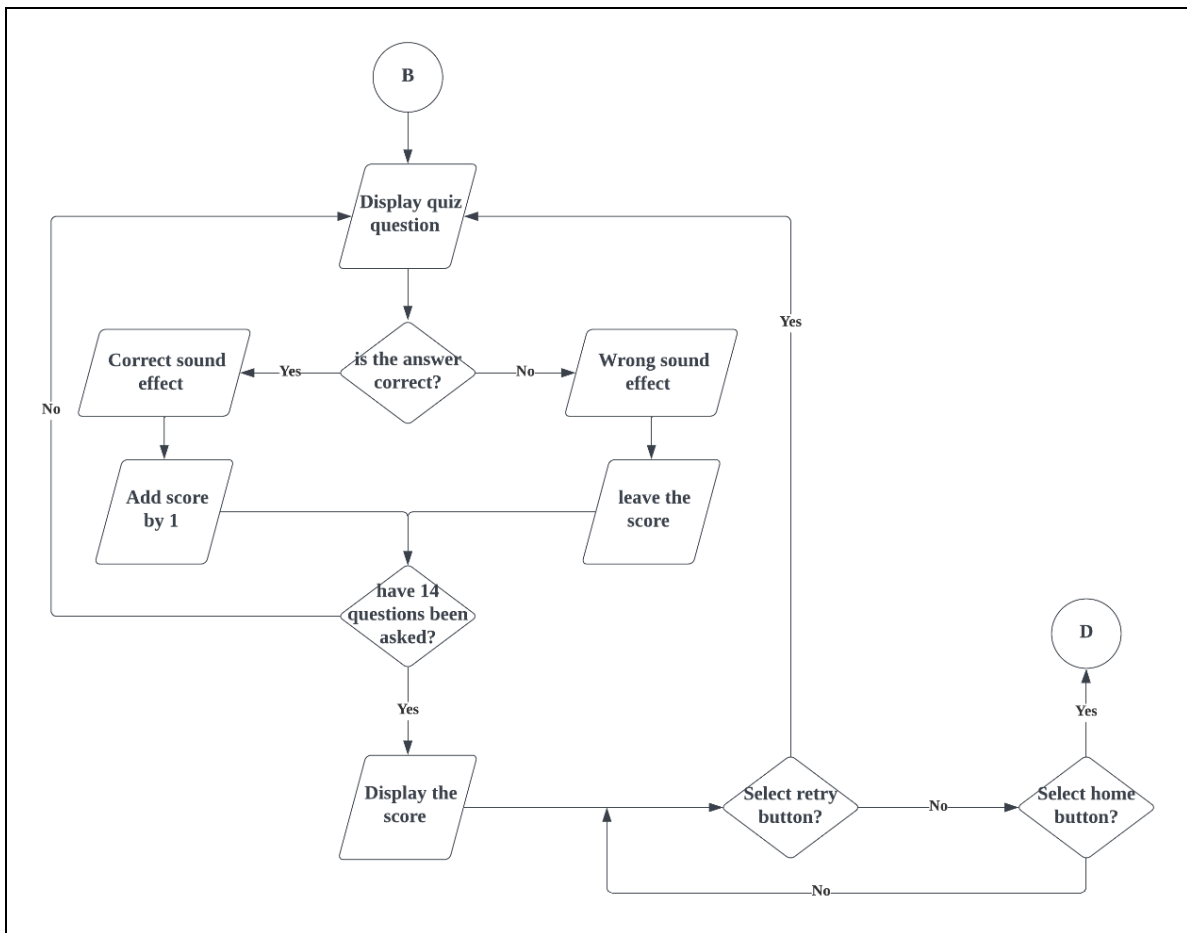 B
Display quiz
question
Yes
is the answer
correct?
Correct sound
effect
Yes
No
Wrong sound
effect
No
Add score
by 1
leave the
score
have 14
questions been
asked?
D
Yes
Yes
Display the
score
Select retry
button?
No
Select home
button?
No